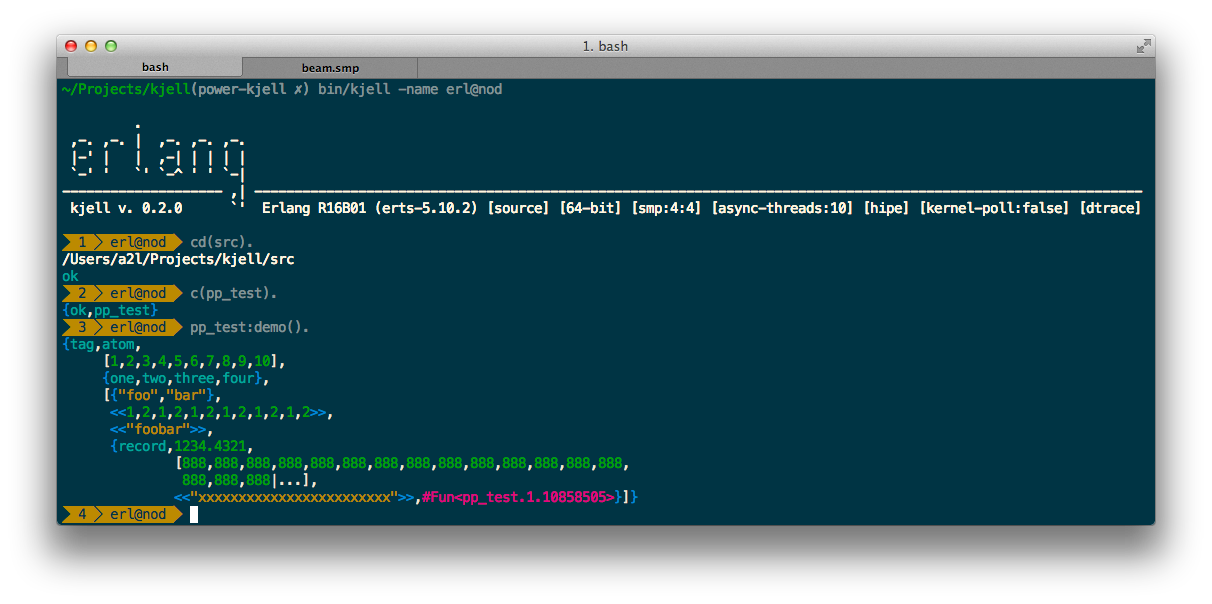 1. bash
bash beam.smp
~/Projects/kjell(power-kjell ✗) bin/kjell -name erl@nod
erlang
kjell v. 0.2.0 Erlang R16B01 (erts-5.10.2) [source] [64-bit] [smp:4:4] [async-threads:10] [hipe] [kernel-poll:false] [dtrace]
1 erl@nod cd(src).
/Users/a2l/Projects/kjell/src
ok
2 erl@nod c(pp_test).
{ok,pp_test}
3 erl@nod pp_test:demo().
{tag,atom,
[1,2,3,4,5,6,7,8,9,10],
{one,two,three,four},
[{"foo","bar"},
<<1,2,1,2,1,2,1,2,1,2,1,2>>,
<<"foobar">>,
{record,1234.4321,
[888,888,888,888,888,888,888,888,888,888,888,888,888,888,
888,888,888|...],
<<"xxxxxxxxxxxxxxxxxxxxxxxx">>,#Fun<pp_test.1.10858505>}]}
4 erl@nod